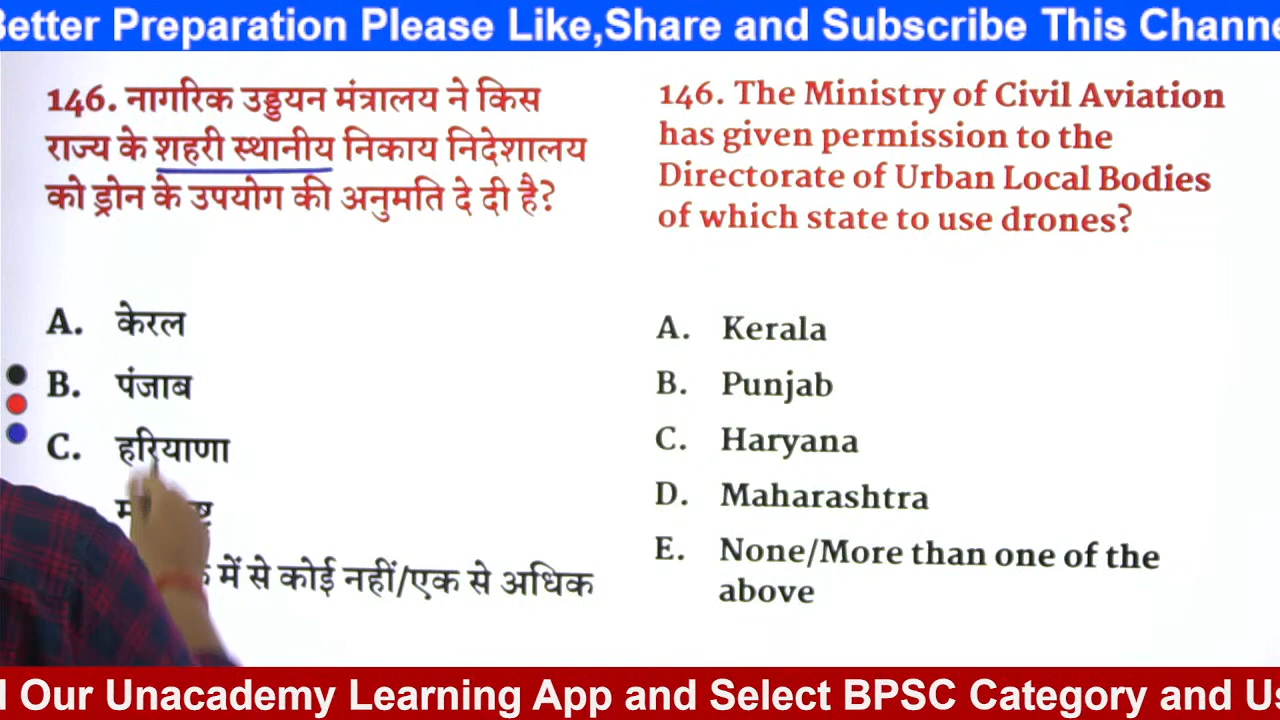 Better Preparation Please Like,Share and Subscribe This Channe
146. नागरिक उड्डयन मंत्रालय ने किस
राज्य के शहरी स्थानीय निकाय निदेशालय
को ड्रोन के उपयोग की अनुमति दे दी है?
A. केरल
B. पंजाब
C. हरियाणा
में से कोई नहीं/एक से अधिक
146. The Ministry of Civil Aviation
has given permission to the
Directorate of Urban Local Bodies
of which state to use drones?
A. Kerala
B. Punjab
C. Haryana
D. Maharashtra
E. None/More than one of the
above
Our Unacademy Learning App and Select BPSC Category and Us